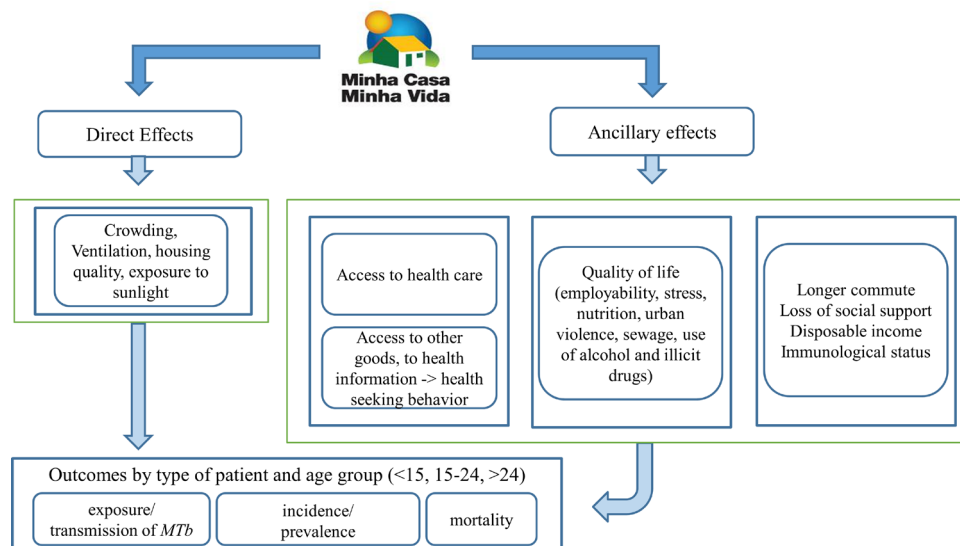 Minha Casa
Minha Vida
Direct Effects
Ancillary effects
Crowding,
Ventilation, housing
quality, exposure to
sunlight
Access to health care
Access to other
goods, to health
information -> health
seeking behavior
Quality of life
(employability, stress,
nutrition, urban
violence, sewage, use
of alcohol and illicit
drugs)
Longer commute
Loss of social support
Disposable income
Immunological status
Outcomes by type of patient and age group (<15, 15-24, >24)
exposure/
transmission of MTb
incidence/
prevalence
mortality